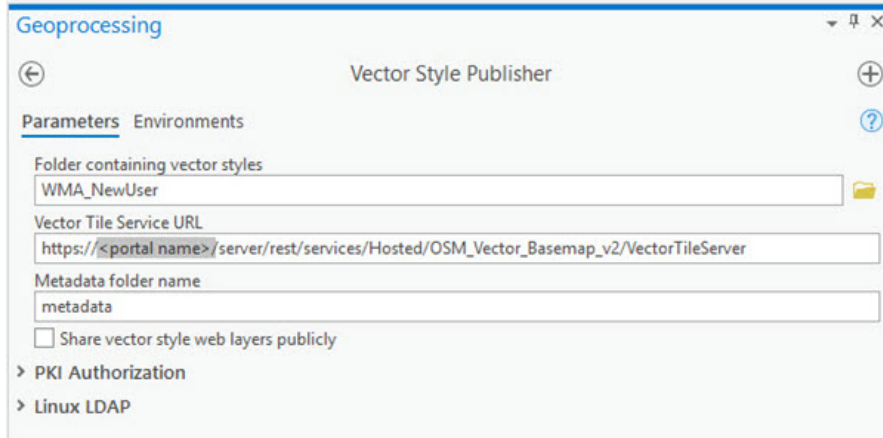 Geoprocessing
Vector Style Publisher
Parameters Environments
Folder containing vector styles
WMA_NewUser
Vector Tile Service URL
https://<portal name>/server/rest/services/Hosted/OSM_Vector_Basemap_v2/VectorTileServer
Metadata folder name
metadata
Share vector style web layers publicly
PKI Authorization
Linux LDAP